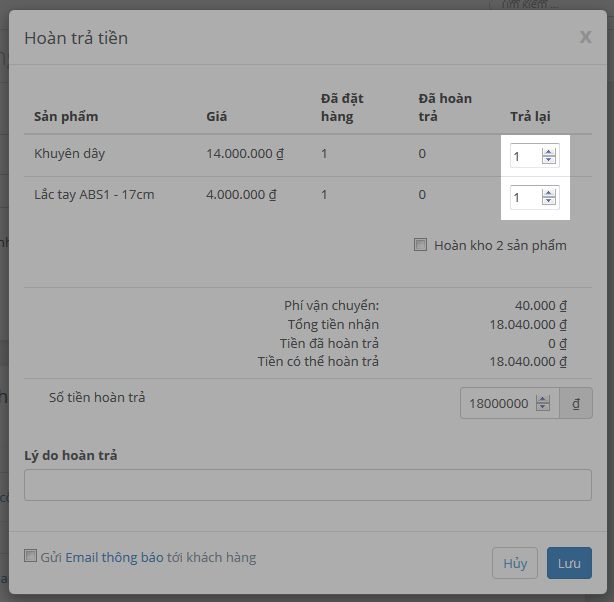 Tìm kiếm ...
Hoàn trả tiền x
Sản phẩm Giá Đã đặt hàng Đã hoàn trả Trả lại
Khuyên dây 14.000.000 ₫ 1 0 1
Lắc tay ABS1 - 17cm 4.000.000 ₫ 1 0 1
Hoàn kho 2 sản phẩm
Phí vận chuyển: 40.000 ₫
Tổng tiền nhận 18.040.000 ₫
Tiền đã hoàn trả 0 ₫
Tiền có thể hoàn trả 18.040.000 ₫
Số tiền hoàn trả 18000000 ₫
Lý do hoàn trả
Gửi Email thông báo tới khách hàng
Hủy Lưu